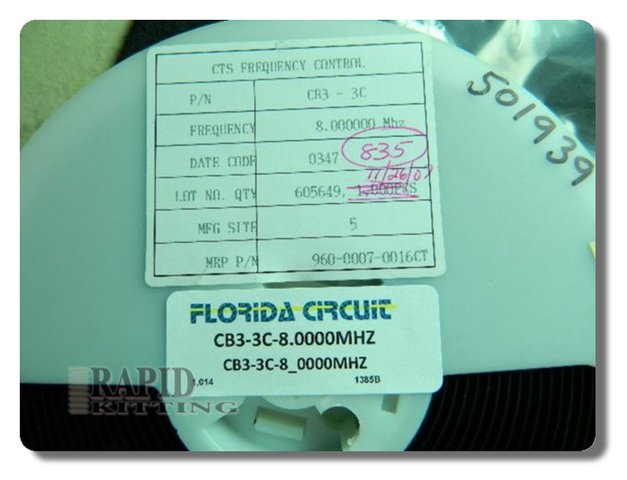 CTS FREQUENCY CONTROL
P/N CB3 - 3C
FREQUENCY 8.000000 Mhz
DATE CODE 0347 835
11/26/07
LOT NO. QTY 605649, 1,000PCS
MFG SITE 5
MRP P/N 960-0007-0016CT
501939
FLORIDA CIRCUIT
CB3-3C-8.0000MHZ
CB3-3C-8_0000MHZ
1,014 1385B
RAPID
KITTING